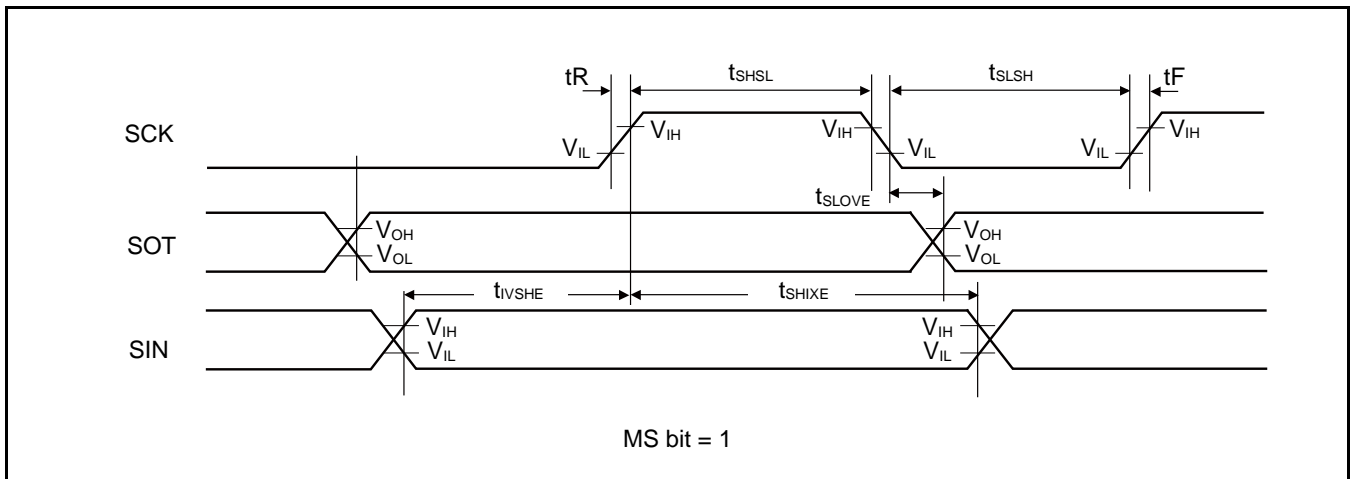 tR tSHSL tSLSH tF
SCK VIL VIH VIH VIL VIL VIH
tSLOVE
SOT VOH VOH
VOL VOL
tIVSHE tSHIXE
SIN VIH VIH
VIL VIL
MS bit = 1